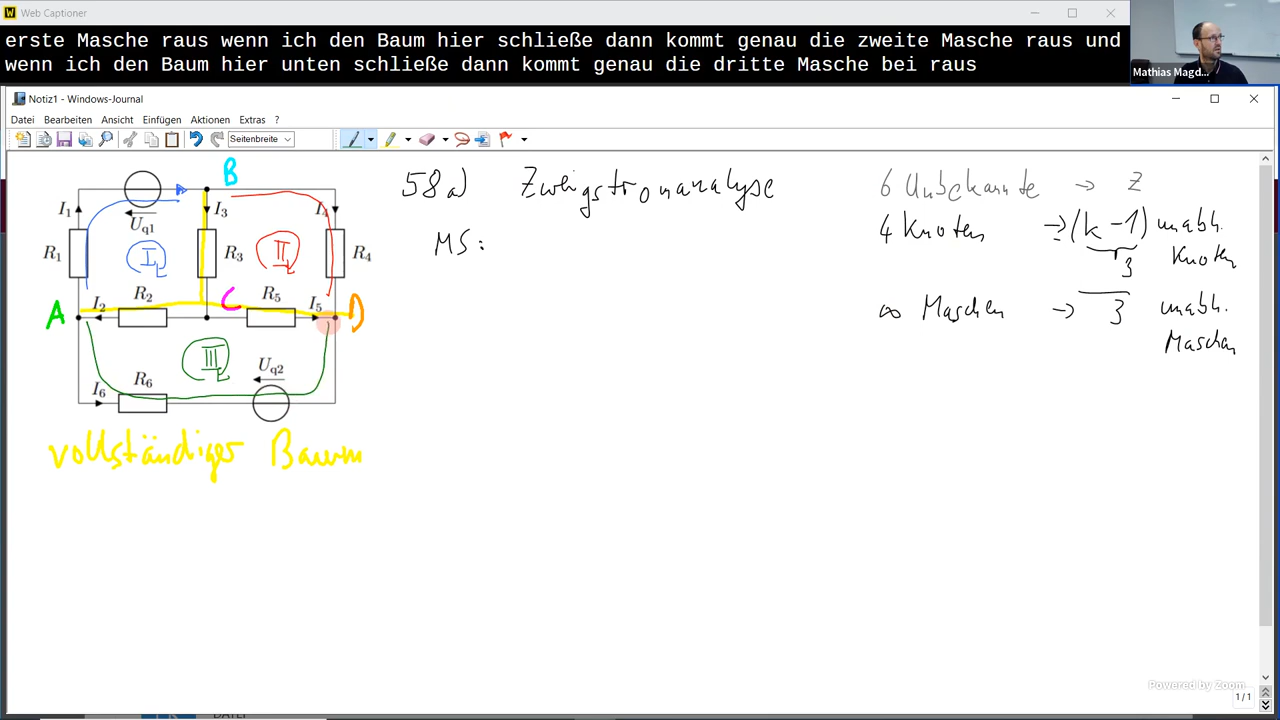 Web Captioner
erste Masche raus wenn ich den Baum hier schließe dann kommt genau die zweite Masche raus und
wenn ich den Baum hier unten schließe dann kommt genau die dritte Masche bei raus
Mathias Magd...
Notiz1 - Windows-Journal
Datei Bearbeiten Ansicht Einfügen Aktionen Extras ?
Seitenbreite
58a) Zweigstromanalyse
MS:
6 Unbekannte → Z
4 Knoten → (k-1) unabh. Knoten
3
∞ Maschen → 3 unabh. Maschen
B
I1 Uq1 I3 I4
R1 I R3 II R4
A I2 R2 C R5 I5 D
III
I6 R6 Uq2
vollständiger Baum
Powered by Zoom
1/1